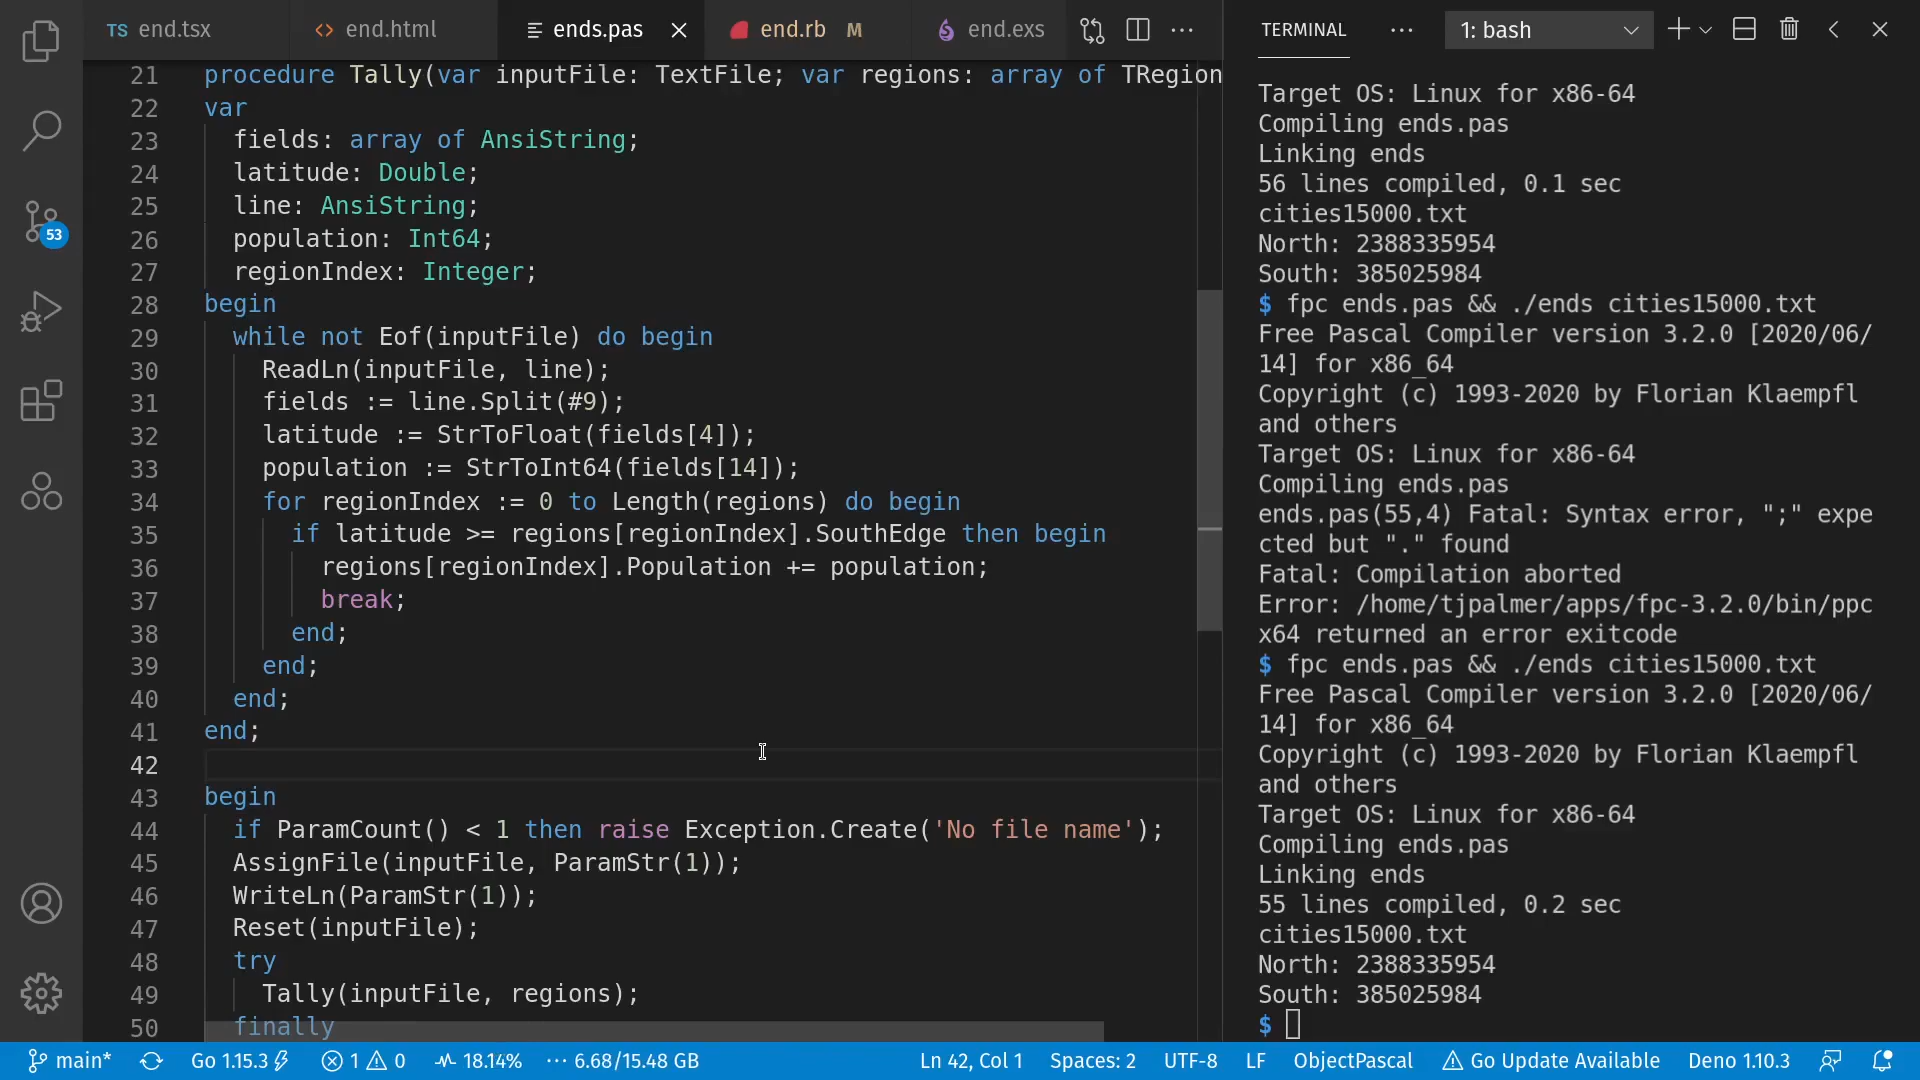 TS end.tsx
<> end.html
ends.pas
end.rb M
end.exs
TERMINAL
1: bash
21 procedure Tally(var inputFile: TextFile; var regions: array of TRegion
22 var
23   fields: array of AnsiString;
24   latitude: Double;
25   line: AnsiString;
26   population: Int64;
27   regionIndex: Integer;
28 begin
29   while not Eof(inputFile) do begin
30     ReadLn(inputFile, line);
31     fields := line.Split(#9);
32     latitude := StrToFloat(fields[4]);
33     population := StrToInt64(fields[14]);
34     for regionIndex := 0 to Length(regions) do begin
35       if latitude >= regions[regionIndex].SouthEdge then begin
36         regions[regionIndex].Population += population;
37         break;
38       end;
39     end;
40   end;
41 end;
42
43 begin
44   if ParamCount() < 1 then raise Exception.Create('No file name');
45   AssignFile(inputFile, ParamStr(1));
46   WriteLn(ParamStr(1));
47   Reset(inputFile);
48   try
49     Tally(inputFile, regions);
50   finally
Target OS: Linux for x86-64
Compiling ends.pas
Linking ends
56 lines compiled, 0.1 sec
cities15000.txt
North: 2388335954
South: 385025984
$ fpc ends.pas && ./ends cities15000.txt
Free Pascal Compiler version 3.2.0 [2020/06/
14] for x86_64
Copyright (c) 1993-2020 by Florian Klaempfl
and others
Target OS: Linux for x86-64
Compiling ends.pas
ends.pas(55,4) Fatal: Syntax error, ";" expe
cted but "." found
Fatal: Compilation aborted
Error: /home/tjpalmer/apps/fpc-3.2.0/bin/ppc
x64 returned an error exitcode
$ fpc ends.pas && ./ends cities15000.txt
Free Pascal Compiler version 3.2.0 [2020/06/
14] for x86_64
Copyright (c) 1993-2020 by Florian Klaempfl
and others
Target OS: Linux for x86-64
Compiling ends.pas
Linking ends
55 lines compiled, 0.2 sec
cities15000.txt
North: 2388335954
South: 385025984
$
53
main* Go 1.15.3 1 0 18.14% ··· 6.68/15.48 GB Ln 42, Col 1 Spaces: 2 UTF-8 LF ObjectPascal Go Update Available Deno 1.10.3